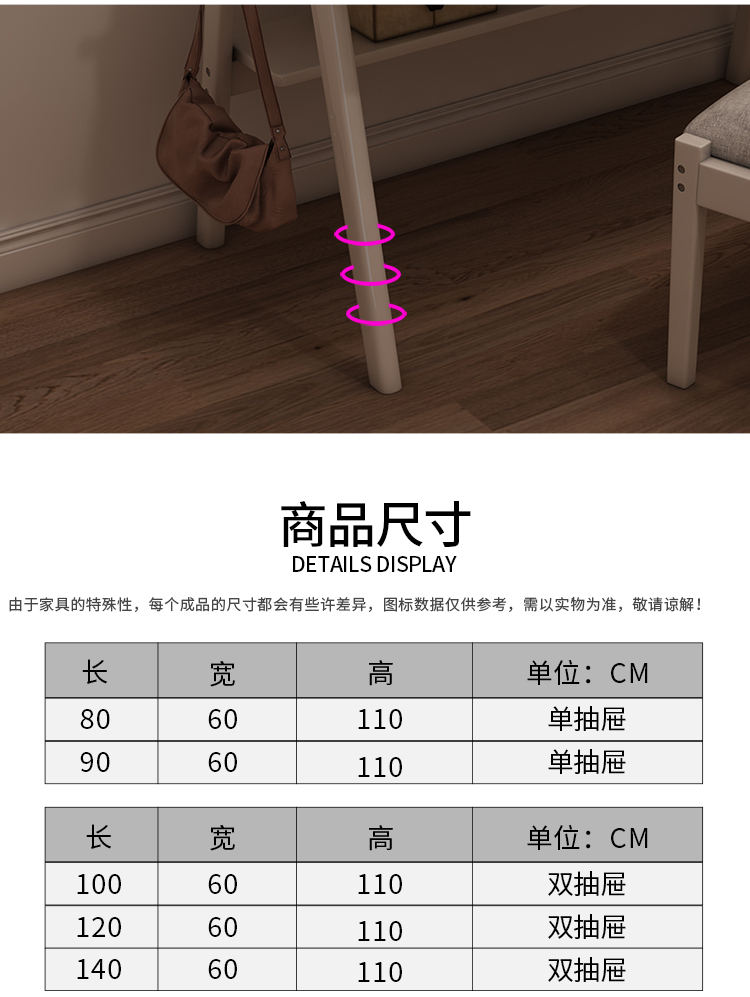 商品尺寸
DETAILS DISPLAY
由于家具的特殊性，每个成品的尺寸都会有些许差异，图标数据仅供参考，需以实物为准，敬请谅解！
长 宽 高 单位：CM
80 60 110 单抽屉
90 60 110 单抽屉
长 宽 高 单位：CM
100 60 110 双抽屉
120 60 110 双抽屉
140 60 110 双抽屉